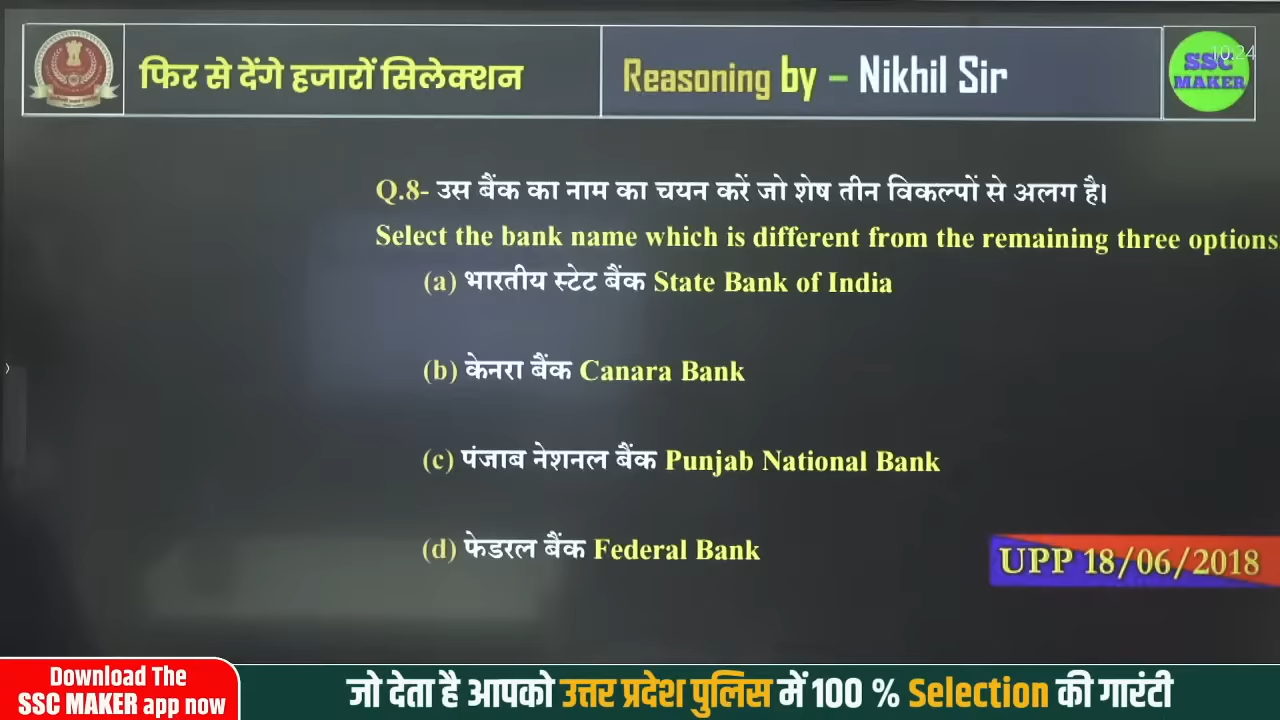 फिर से देंगे हजारों सिलेक्शन
Reasoning by – Nikhil Sir
10:24
SSC
MAKER
Q.8- उस बैंक का नाम का चयन करें जो शेष तीन विकल्पों से अलग है।
Select the bank name which is different from the remaining three options
(a) भारतीय स्टेट बैंक State Bank of India
(b) केनरा बैंक Canara Bank
(c) पंजाब नेशनल बैंक Punjab National Bank
(d) फेडरल बैंक Federal Bank
UPP 18/06/2018
Download The
SSC MAKER app now
जो देता है आपको उत्तर प्रदेश पुलिस में 100 % Selection की गारंटी